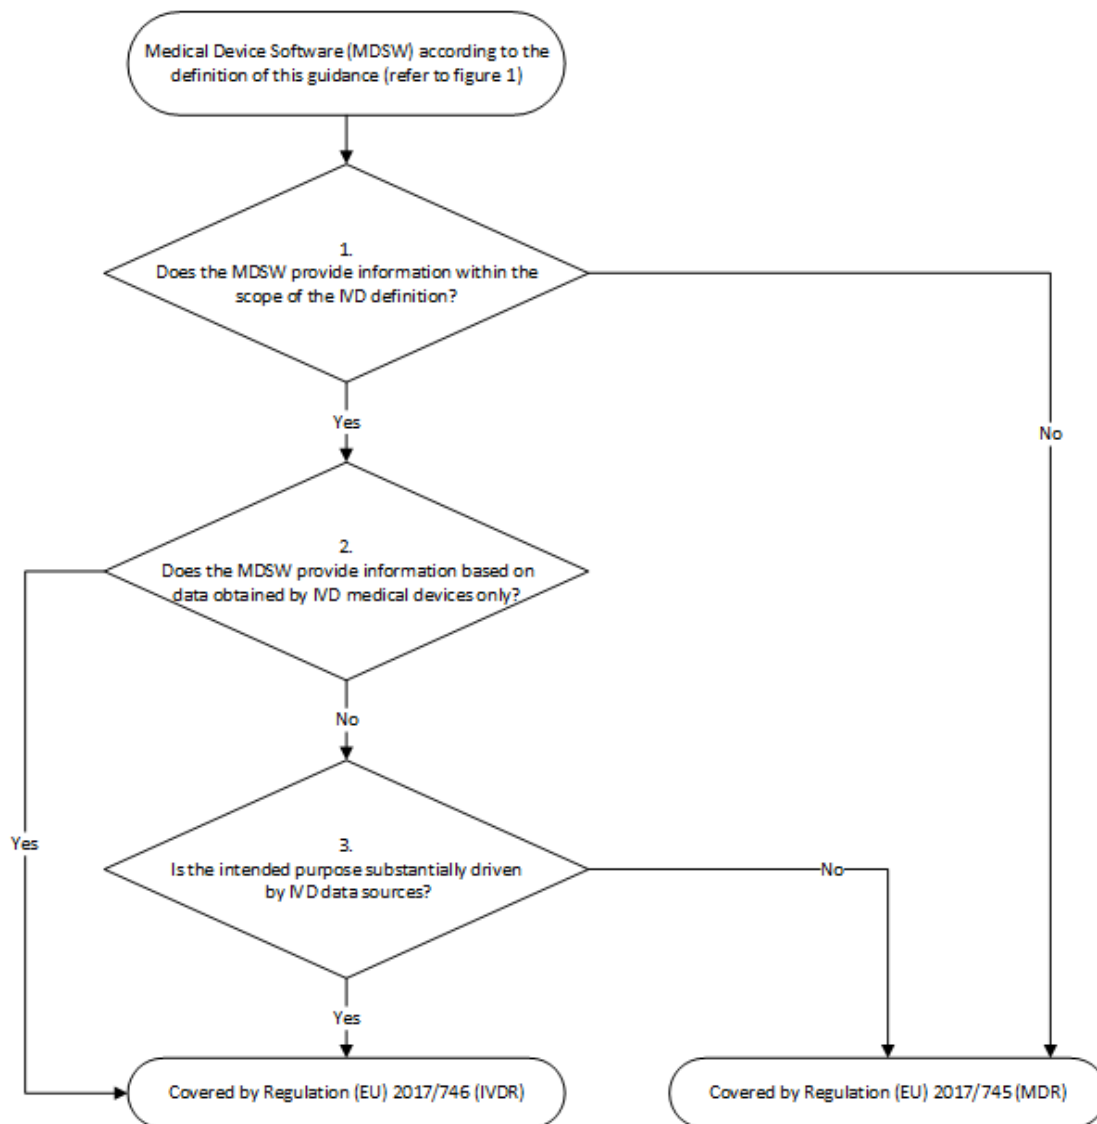 Medical Device Software (MDSW) according to the
definition of this guidance (refer to figure 1)
1.
Does the MDSW provide information within the
scope of the IVD definition?
Yes
No
2.
Does the MDSW provide information based on
data obtained by IVD medical devices only?
No
Yes
3.
Is the intended purpose substantially driven
by IVD data sources?
No
Yes
Covered by Regulation (EU) 2017/746 (IVDR)
Covered by Regulation (EU) 2017/745 (MDR)